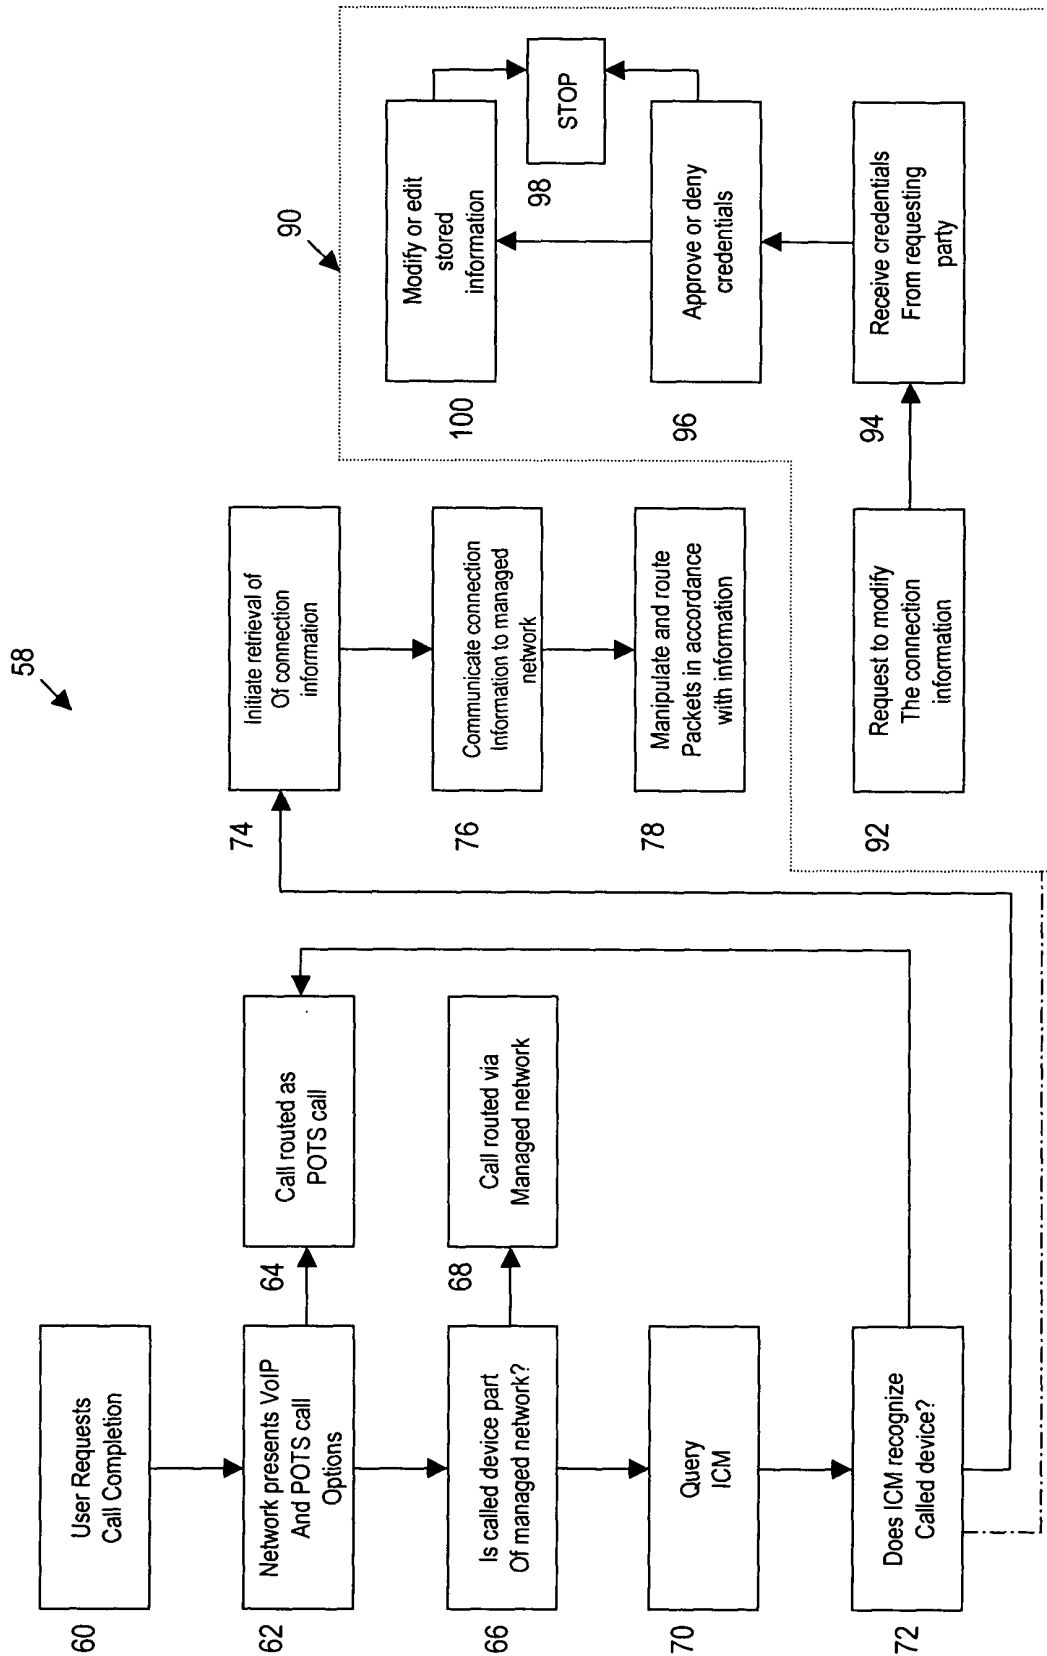 58
60
User Requests
Call Completion
62
Network presents VoIP
And POTS call
Options
64
Call routed as
POTS call
66
Is called device part
Of managed network?
68
Call routed via
Managed network
70
Query
ICM
72
Does ICM recognize
Called device?
74
Initiate retrieval of
Of connection
information
76
Communicate connection
Information to managed
network
78
Manipulate and route
Packets in accordance
with information
90
92
Request to modify
The connection
information
94
Receive credentials
From requesting
party
96
Approve or deny
credentials
98
STOP
100
Modify or edit
stored
information